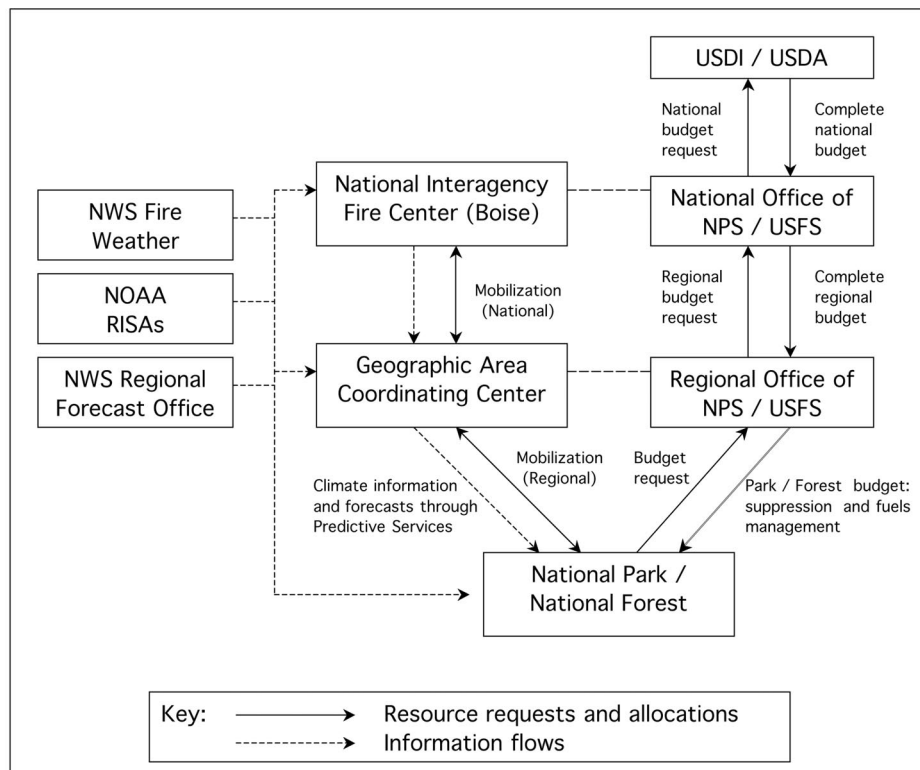 USDI / USDA
National
budget
request
Complete
national
budget
National Interagency
Fire Center (Boise)
National Office of
NPS / USFS
NWS Fire
Weather
NOAA
RISAs
NWS Regional
Forecast Office
Mobilization
(National)
Regional
budget
request
Complete
regional
budget
Geographic Area
Coordinating Center
Regional Office of
NPS / USFS
Climate information
and forecasts through
Predictive Services
Mobilization
(Regional)
Budget
request
Park / Forest budget:
suppression and fuels
management
National Park /
National Forest
Key:
Resource requests and allocations
Information flows